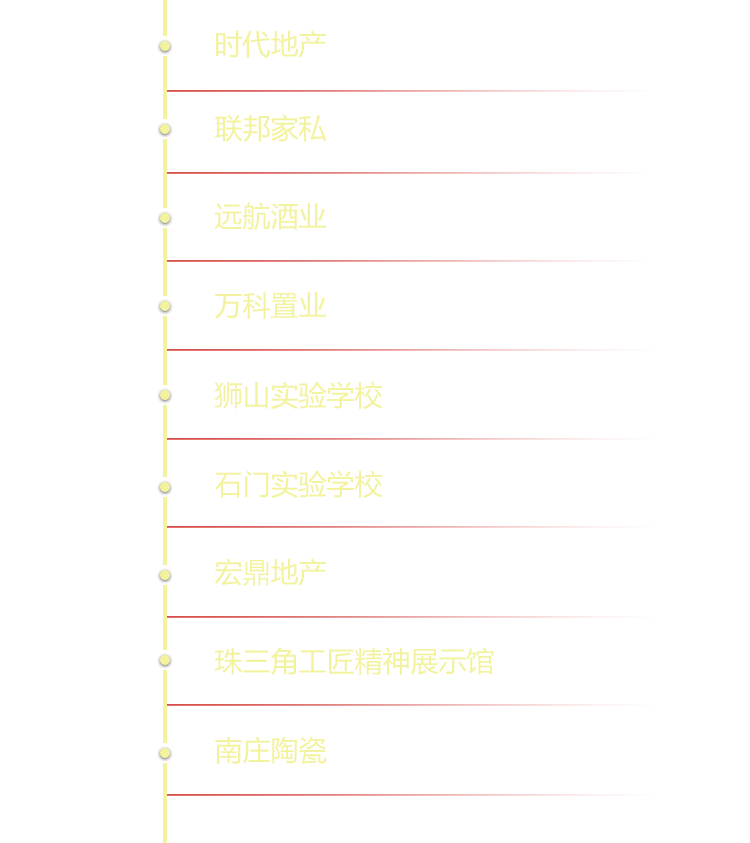 时代地产
联邦家私
远航酒业
万科置业
狮山实验学校
石门实验学校
宏鼎地产
珠三角工匠精神展示馆
南庄陶瓷